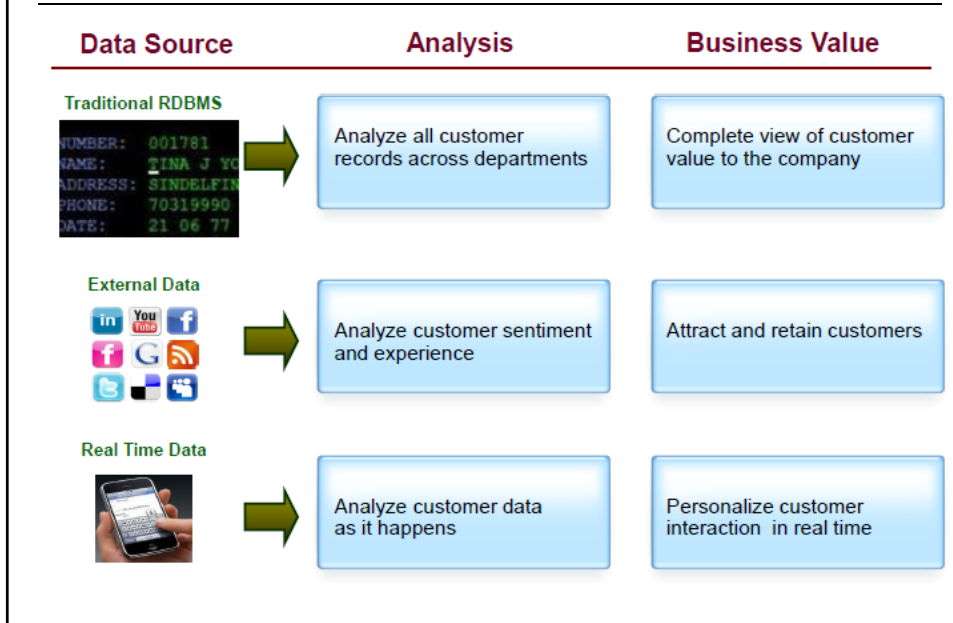 Data Source
Analysis
Business Value
Traditional RDBMS
NUMBER: 001781
NAME: TINA J YO
ADDRESS: SINDELFIN
PHONE: 70319990
DATE: 21 06 77
Analyze all customer
records across departments
Complete view of customer
value to the company
External Data
in
You
Tube
f
f
G
Analyze customer sentiment
and experience
Attract and retain customers
Real Time Data
Analyze customer data
as it happens
Personalize customer
interaction in real time